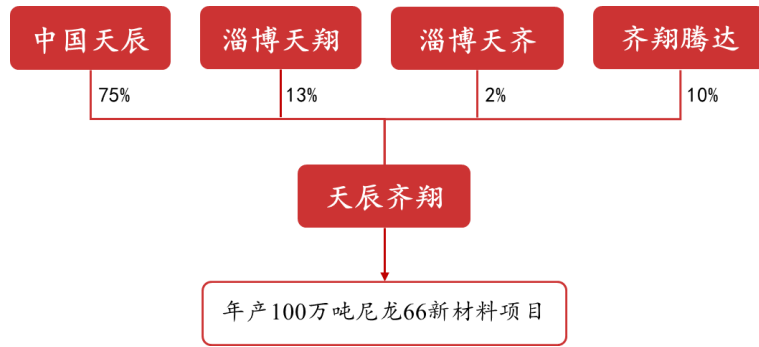 中国天辰
淄博天翔
淄博天齐
齐翔腾达
75%
13%
2%
10%
天辰齐翔
年产100万吨尼龙66新材料项目